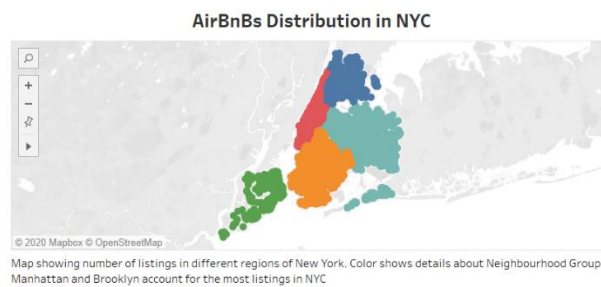 AirBnBs Distribution in NYC
© 2020 Mapbox © OpenStreetMap
Map showing number of listings in different regions of New York. Color shows details about Neighbourhood Group
Manhattan and Brooklyn account for the most listings in NYC